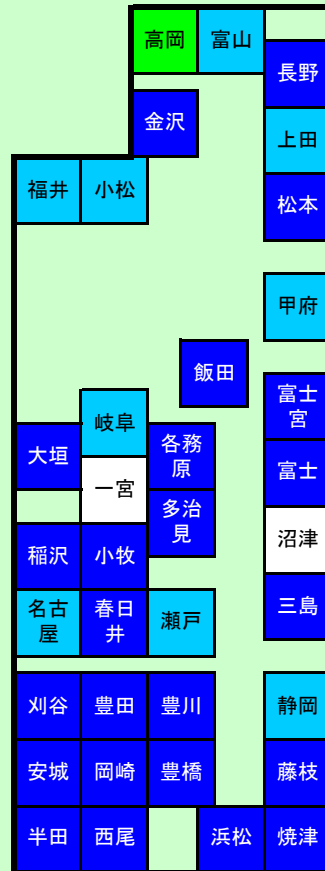 高岡 富山
長野
金沢
上田
福井 小松
松本
甲府
飯田
富士
宮
岐阜
大垣
各務
原
富士
一宮
多治
見
沼津
稲沢 小牧
三島
名古
屋
春日
井
瀬戸
刈谷 豊田 豊川 静岡
安城 岡崎 豊橋 藤枝
半田 西尾 浜松 焼津